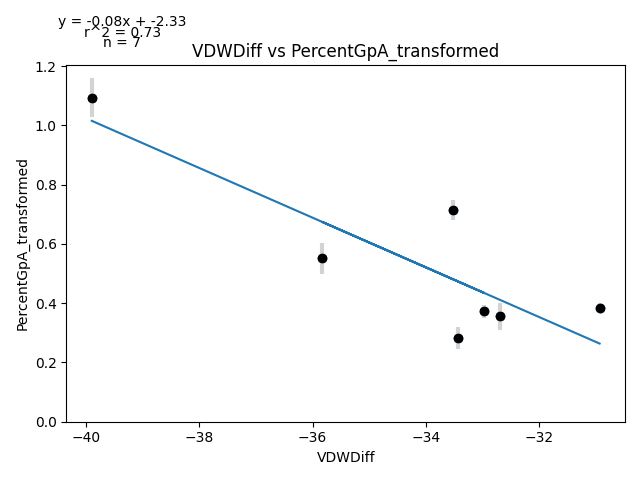 y = -0.08x + -2.33
r^2 = 0.73
n = 7
VDWDiff vs PercentGpA_transformed
1.2
1.0
0.8
0.6
0.4
0.2
0.0
PercentGpA_transformed
−40
−38
−36
−34
−32
VDWDiff